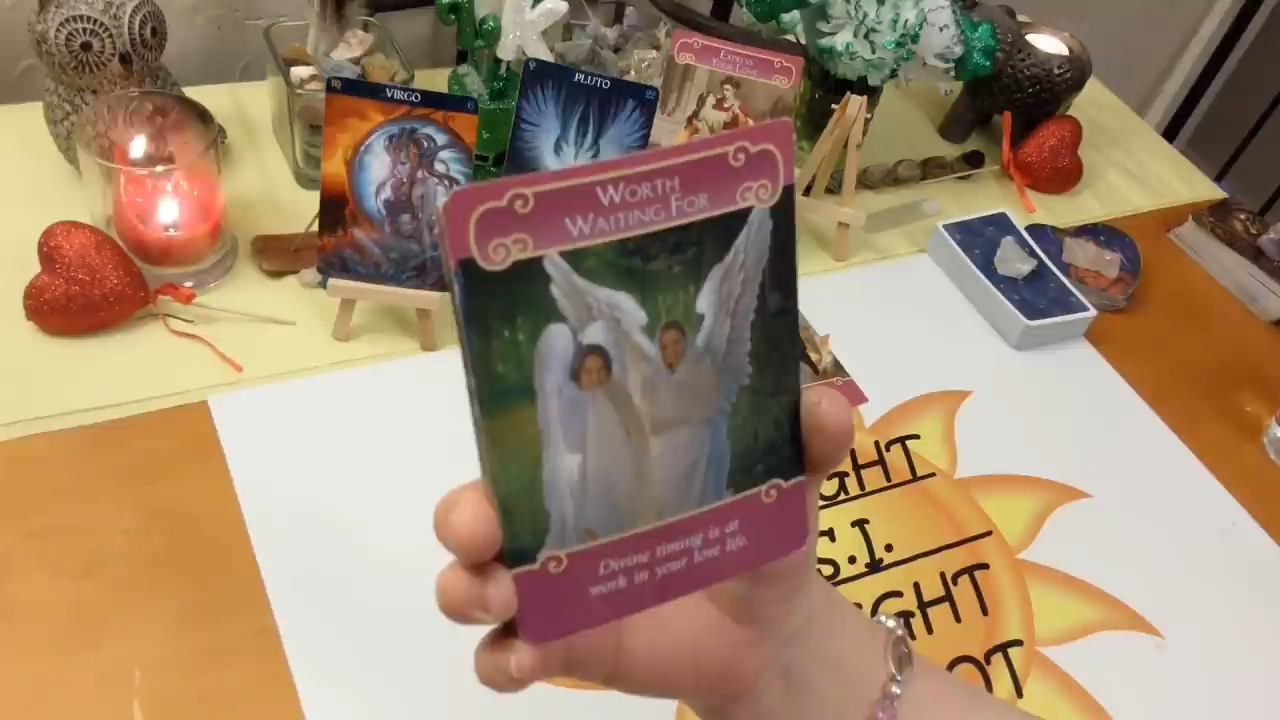 VIRGO
PLUTO
EXPRESS
YOUR LOVE
WORTH
WAITING FOR
Divine timing is at
work in your love life.
GHT
S.I.
GHT
OT